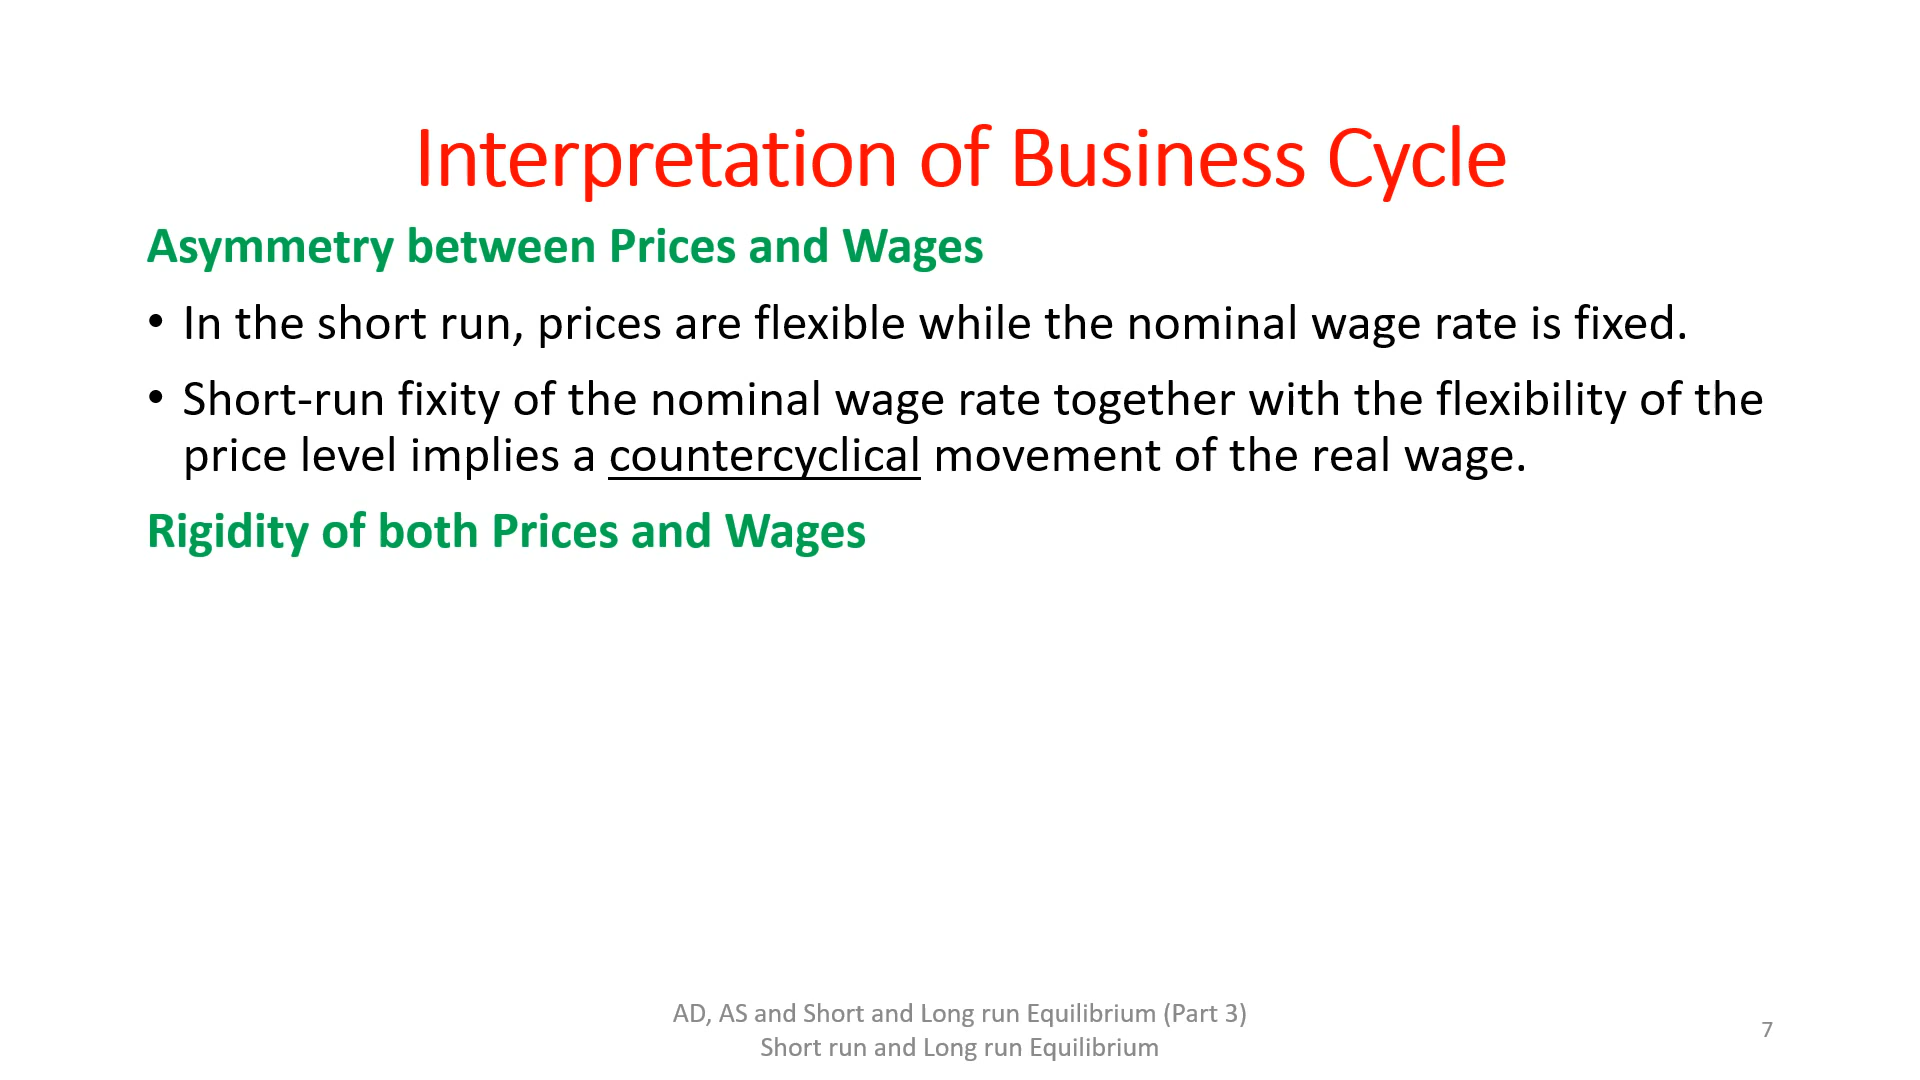 Interpretation of Business Cycle
Asymmetry between Prices and Wages
• In the short run, prices are flexible while the nominal wage rate is fixed.
• Short-run fixity of the nominal wage rate together with the flexibility of the
price level implies a countercyclical movement of the real wage.
Rigidity of both Prices and Wages
AD, AS and Short and Long run Equilibrium (Part 3)
Short run and Long run Equilibrium
7